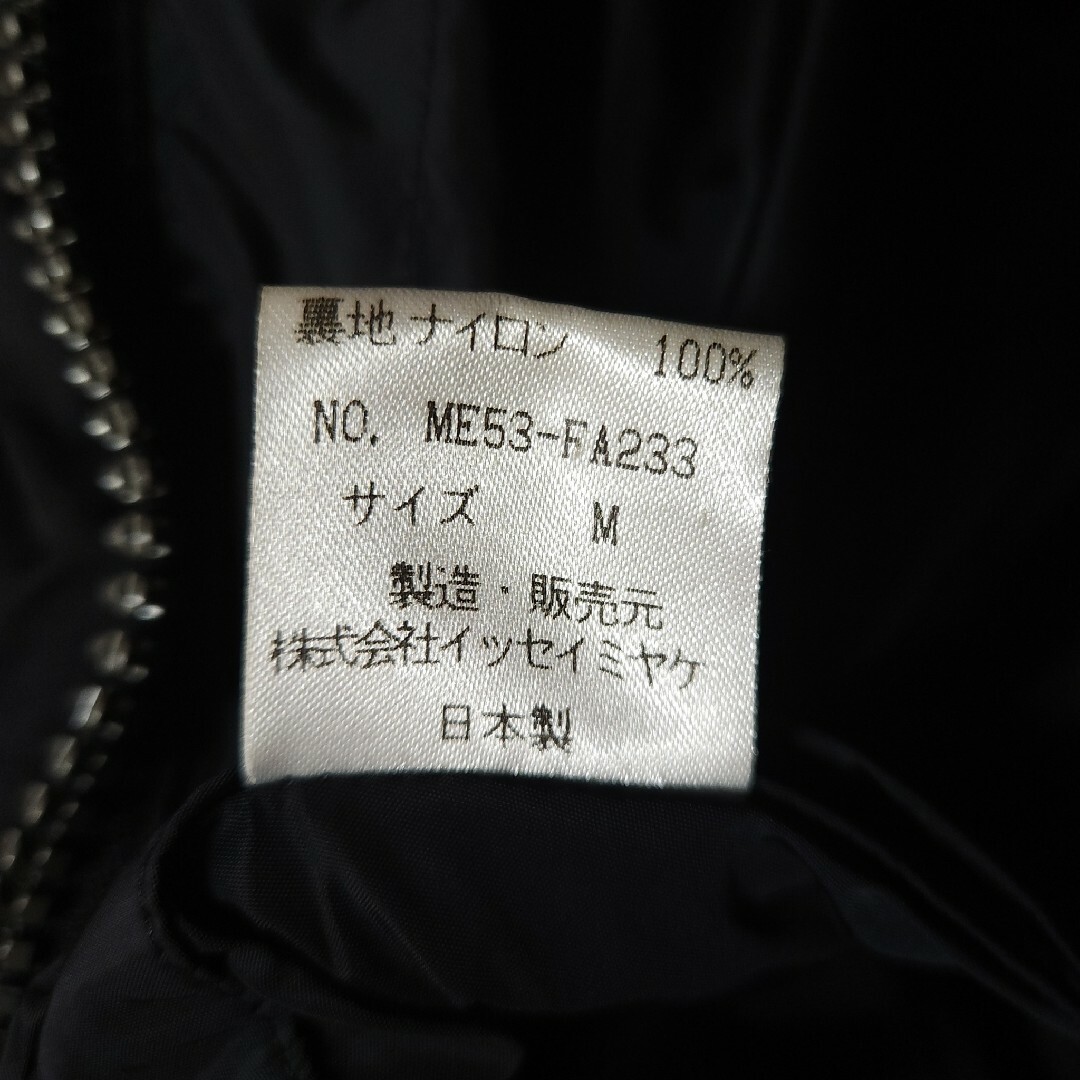 裏地 ナイロン 100%
NO. ME53-FA233
サイズ M
製造・販売元
株式会社イッセイミヤケ
日本製